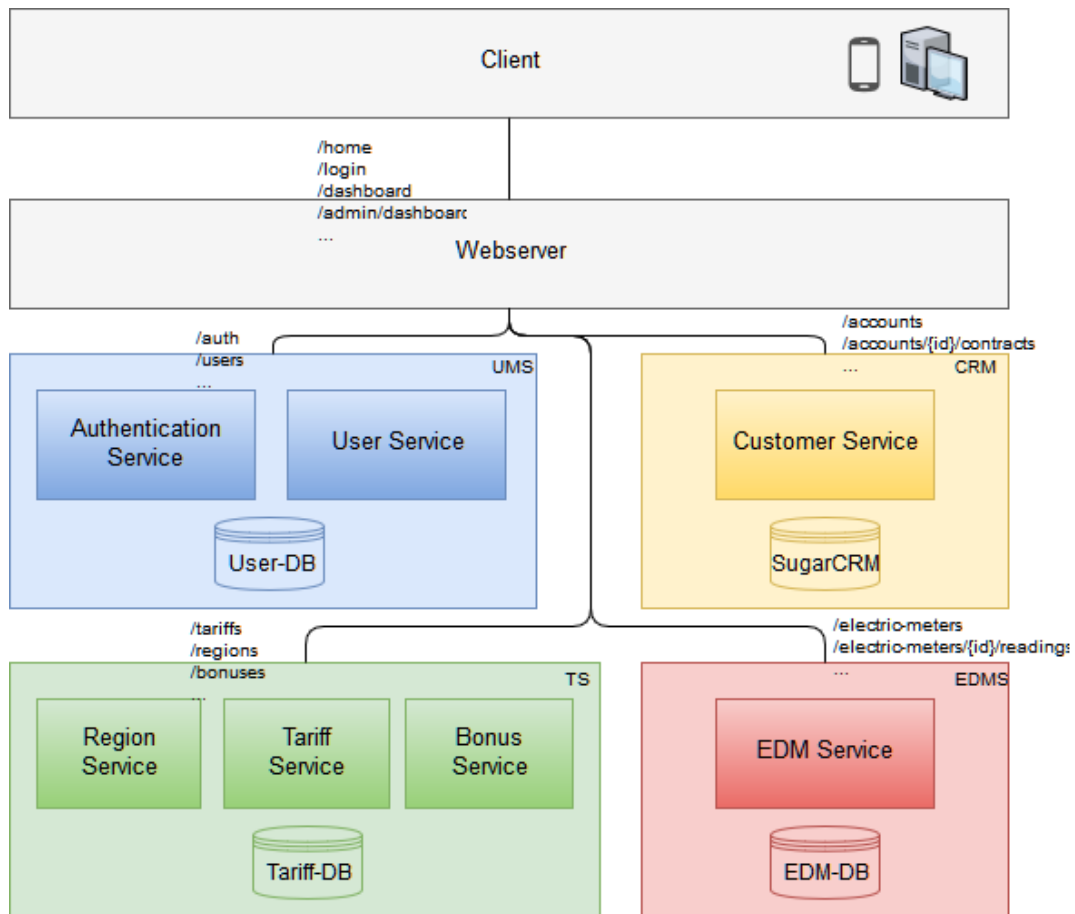 Client
/home
/login
/dashboard
/admin/dashboard
...
Webserver
/auth
/users
...
UMS
Authentication
Service
User Service
User-DB
/accounts
/accounts/{id}/contracts
...
CRM
Customer Service
SugarCRM
/tariffs
/regions
/bonuses
...
TS
Region
Service
Tariff
Service
Bonus
Service
Tariff-DB
/electric-meters
/electric-meters/{id}/readings
...
EDMS
EDM Service
EDM-DB